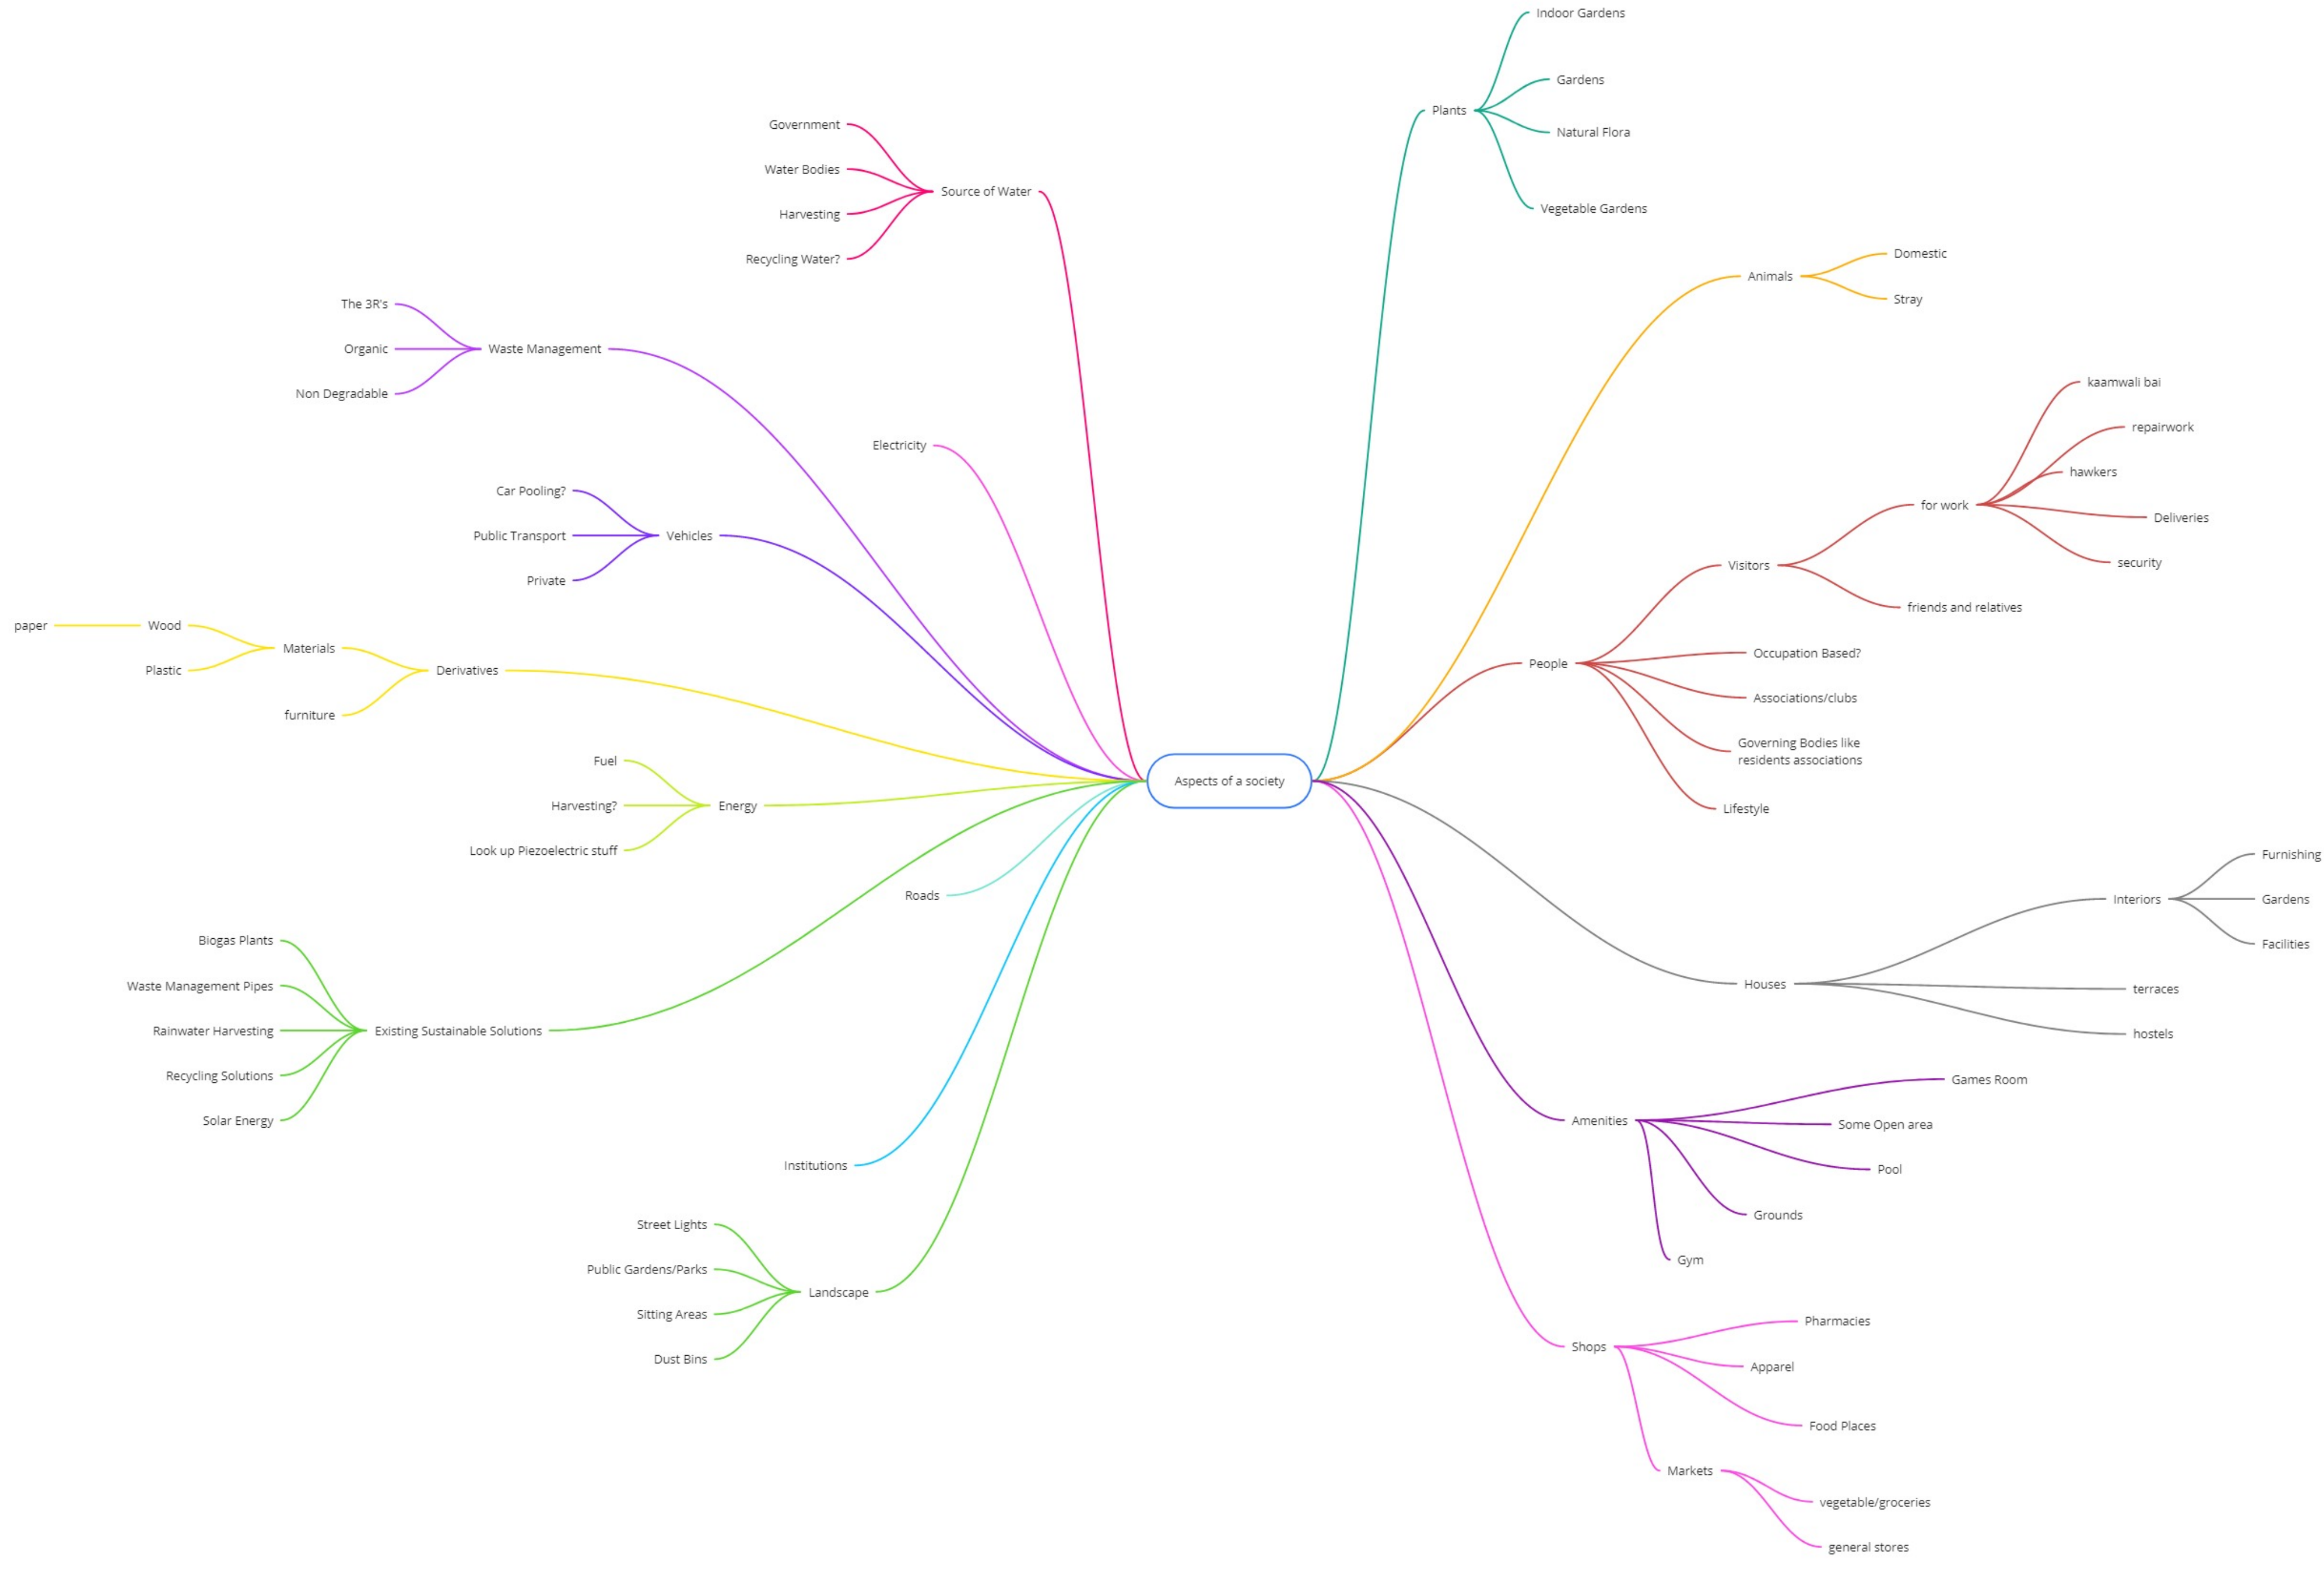 Aspects of a society
Source of Water
Government
Water Bodies
Harvesting
Recycling Water?
Waste Management
The 3R's
Organic
Non Degradable
Electricity
Vehicles
Car Pooling?
Public Transport
Private
Derivatives
Materials
Wood
paper
Plastic
furniture
Energy
Fuel
Harvesting?
Look up Piezoelectric stuff
Roads
Existing Sustainable Solutions
Biogas Plants
Waste Management Pipes
Rainwater Harvesting
Recycling Solutions
Solar Energy
Institutions
Landscape
Street Lights
Public Gardens/Parks
Sitting Areas
Dust Bins
Plants
Indoor Gardens
Gardens
Natural Flora
Vegetable Gardens
Animals
Domestic
Stray
People
Visitors
for work
kaamwali bai
repairwork
hawkers
Deliveries
security
friends and relatives
Occupation Based?
Associations/clubs
Governing Bodies like
residents associations
Lifestyle
Houses
Interiors
Furnishing
Gardens
Facilities
terraces
hostels
Amenities
Games Room
Some Open area
Pool
Grounds
Gym
Shops
Pharmacies
Apparel
Food Places
Markets
vegetable/groceries
general stores